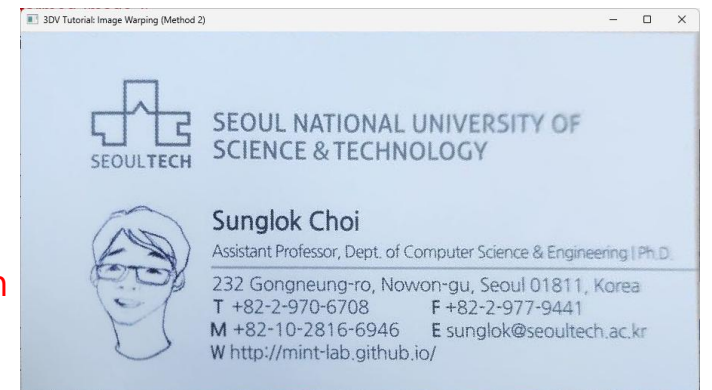 3DV Tutorial: Image Warping (Method 2)
SEOULTECH
SEOUL NATIONAL UNIVERSITY OF
SCIENCE & TECHNOLOGY
Sunglok Choi
Assistant Professor, Dept. of Computer Science & Engineering | Ph.D.
232 Gongneung-ro, Nowon-gu, Seoul 01811, Korea
T +82-2-970-6708 F +82-2-977-9441
M +82-10-2816-6946 E sunglok@seoultech.ac.kr
W http://mint-lab.github.io/